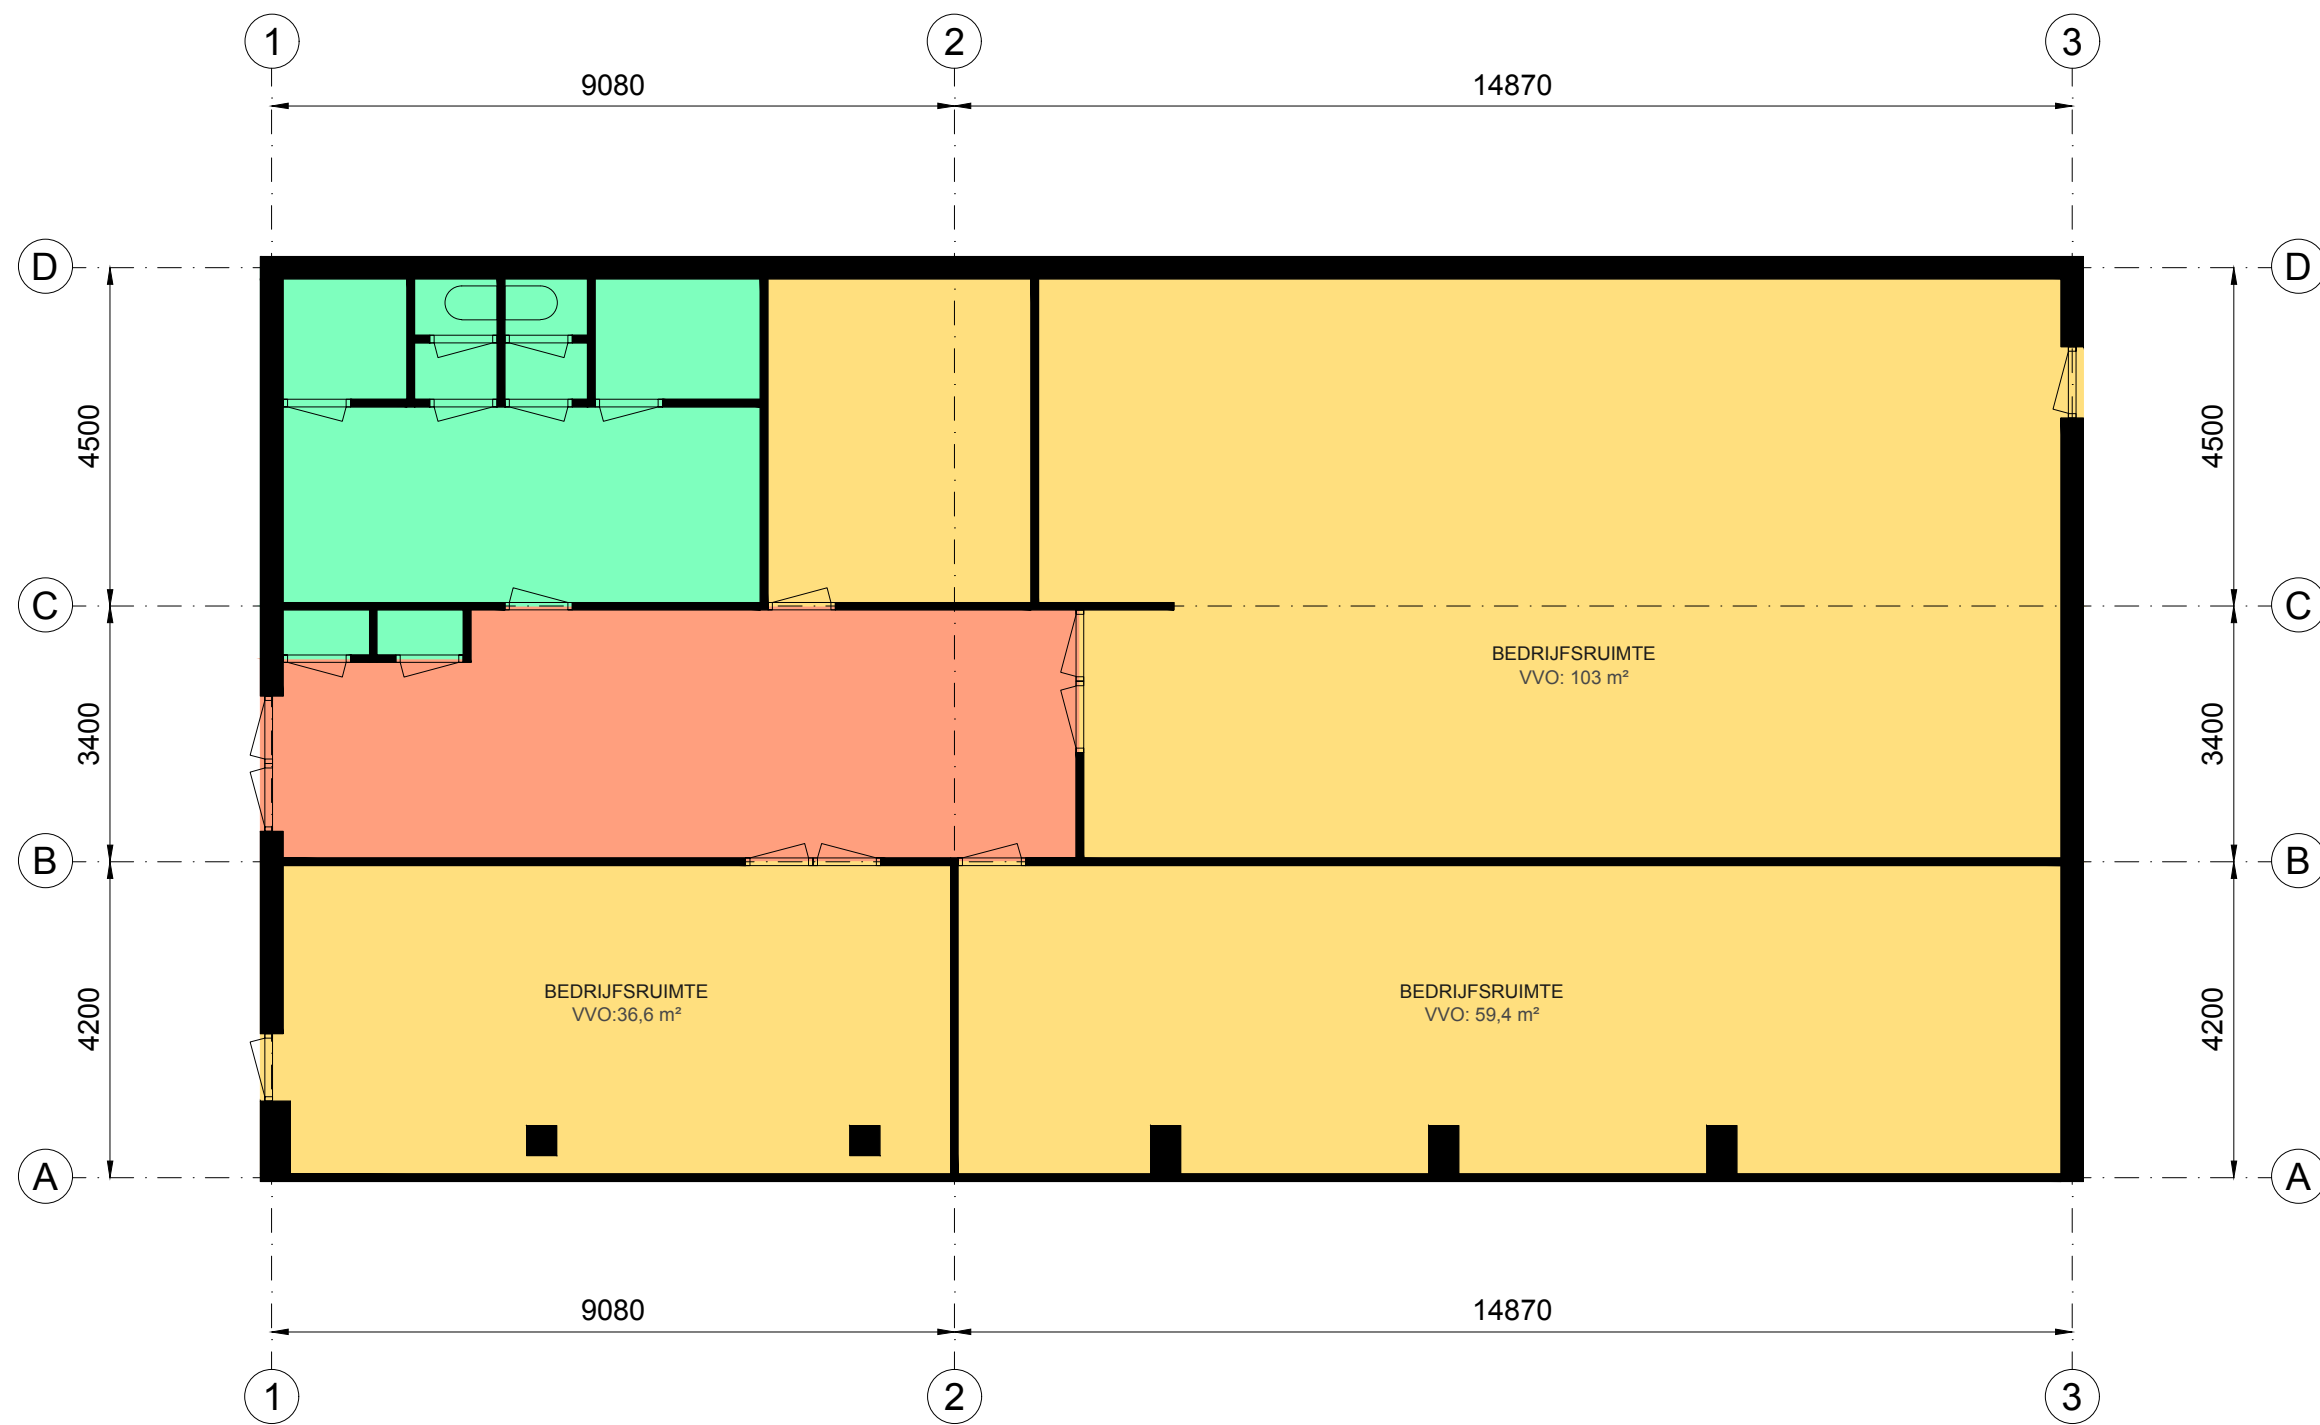 1 2 3
9080 14870
D D
4500 4500
C C
BEDRIJFSRUIMTE
VVO: 103 m²
3400 3400
B B
BEDRIJFSRUIMTE BEDRIJFSRUIMTE
VVO:36,6 m² VVO: 59,4 m²
4200 4200
A A
9080 14870
1 2 3